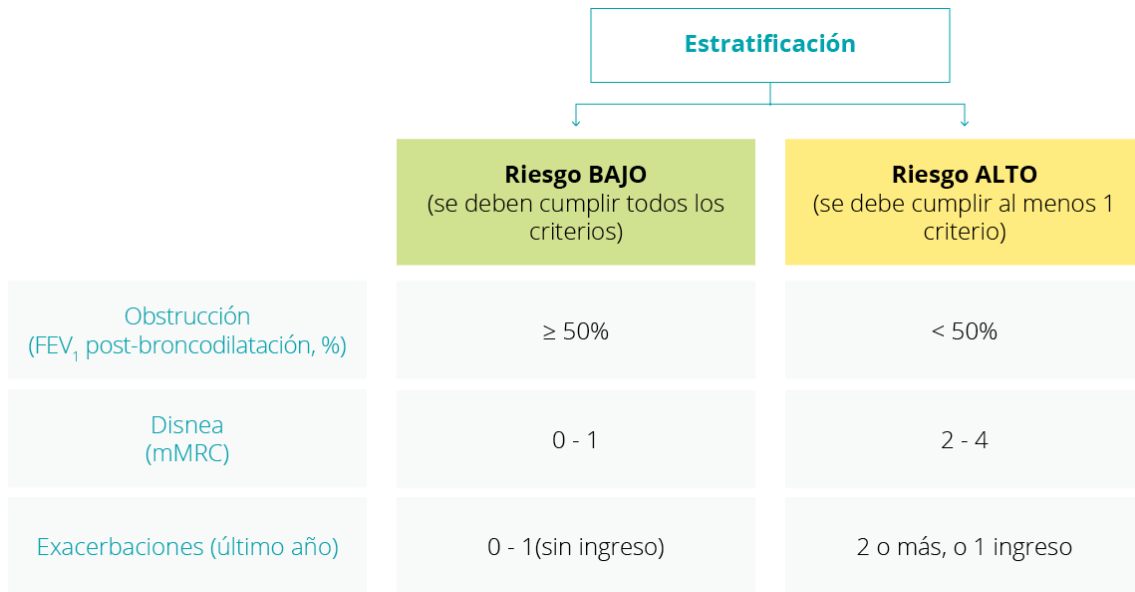 Estratificación
Riesgo BAJO
(se deben cumplir todos los
criterios)
Riesgo ALTO
(se debe cumplir al menos 1
criterio)
Obstrucción
(FEV₁ post-broncodilatación, %)
≥ 50%
< 50%
Disnea
(mMRC)
0 - 1
2 - 4
Exacerbaciones (último año)
0 - 1(sin ingreso)
2 o más, o 1 ingreso